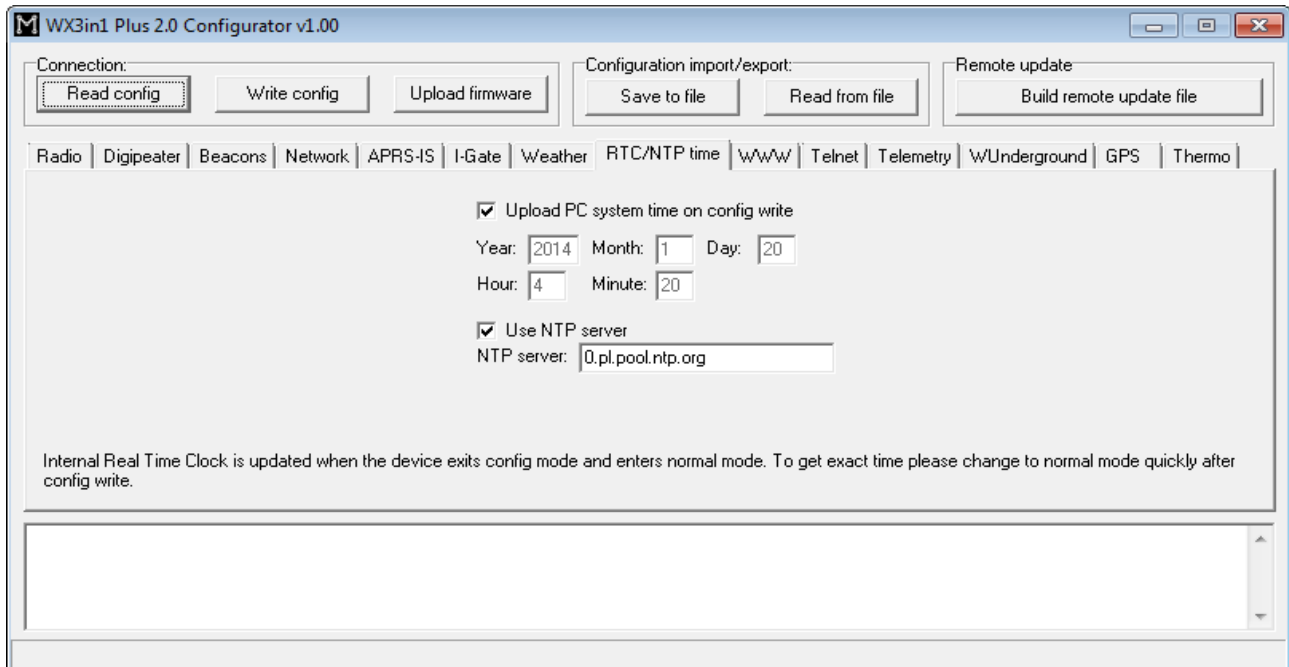 WX3in1 Plus 2.0 Configurator v1.00
Connection: Configuration import/export: Remote update
Read config Write config Upload firmware Save to file Read from file Build remote update file
Radio Digipeater Beacons Network APRS-IS I-Gate Weather RTC/NTP time WWW Telnet Telemetry WUnderground GPS Thermo
Upload PC system time on config write
Year: 2014 Month: 1 Day: 20
Hour: 4 Minute: 20
Use NTP server
NTP server: 0.pl.pool.ntp.org
Internal Real Time Clock is updated when the device exits config mode and enters normal mode. To get exact time please change to normal mode quickly after
config write.